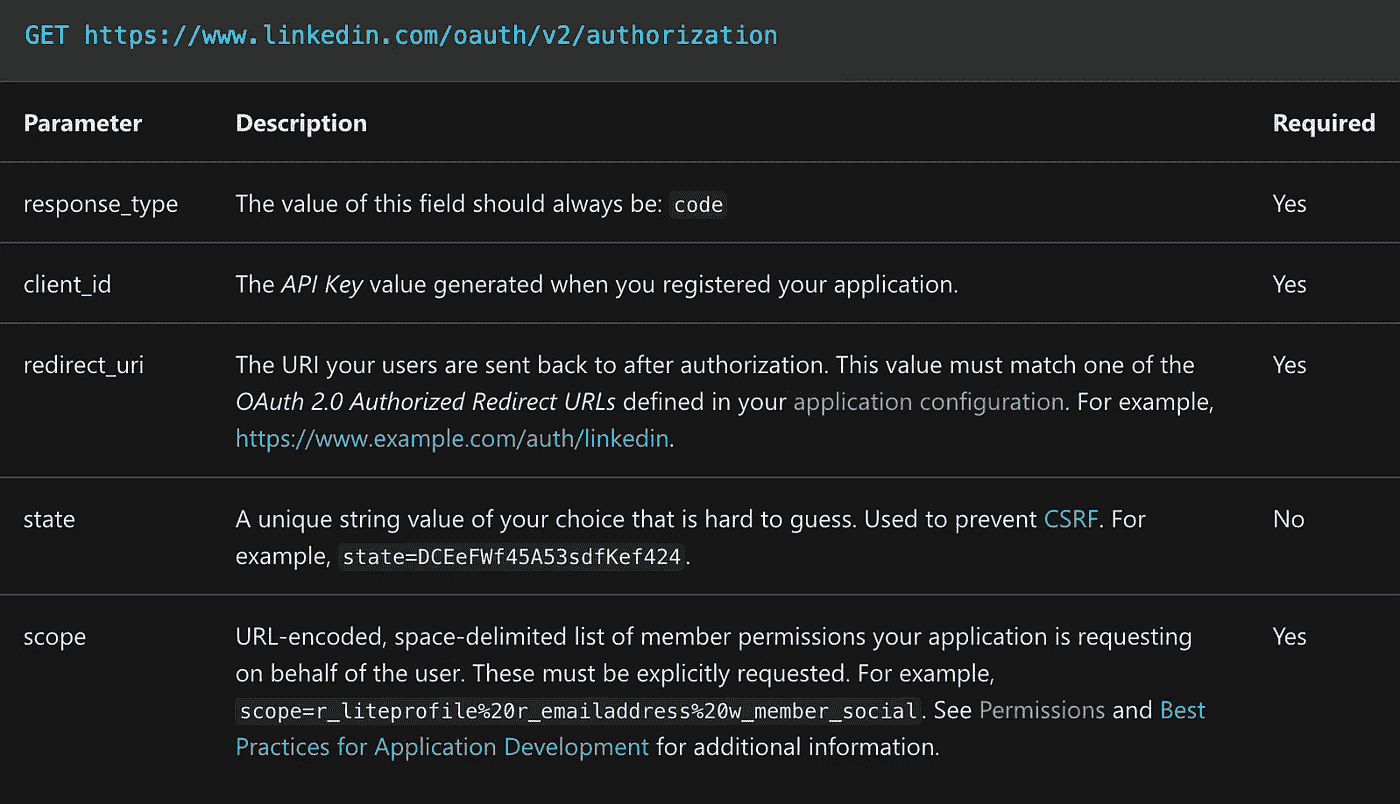 GET https://www.linkedin.com/oauth/v2/authorization
Parameter Description Required
response_type The value of this field should always be: code Yes
client_id The API Key value generated when you registered your application. Yes
redirect_uri The URI your users are sent back to after authorization. This value must match one of the Yes
OAuth 2.0 Authorized Redirect URLs defined in your application configuration. For example,
https://www.example.com/auth/linkedin.
state A unique string value of your choice that is hard to guess. Used to prevent CSRF. For No
example, state=DCEeFWf45A53sdfKef424.
scope URL-encoded, space-delimited list of member permissions your application is requesting Yes
on behalf of the user. These must be explicitly requested. For example,
scope=r_liteprofile%20r_emailaddress%20w_member_social. See Permissions and Best
Practices for Application Development for additional information.